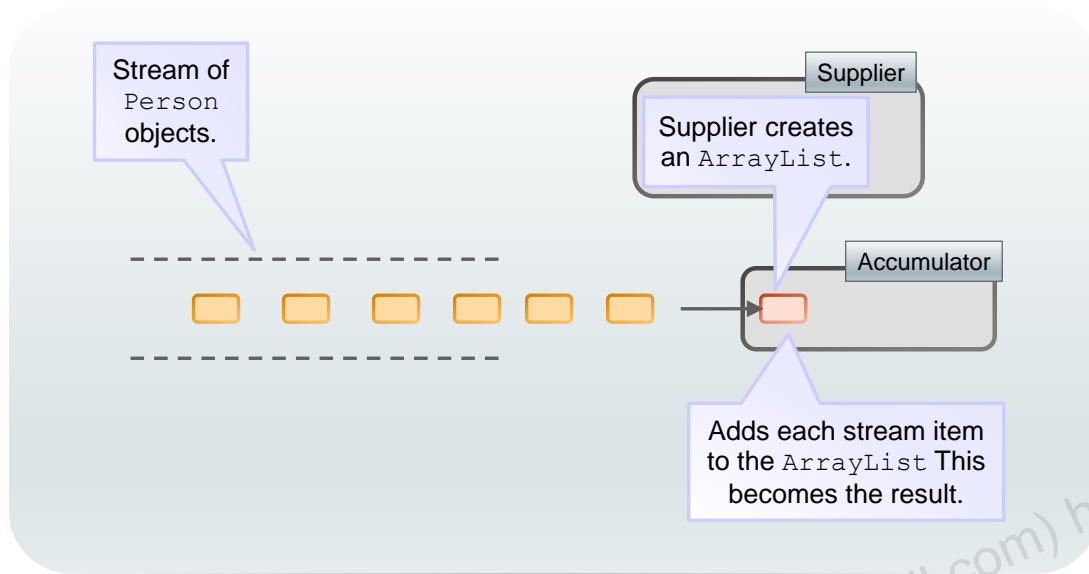 Stream of
Person
objects.
Supplier
Supplier creates
an ArrayList.
Accumulator
Adds each stream item
to the ArrayList This
becomes the result.
com) h